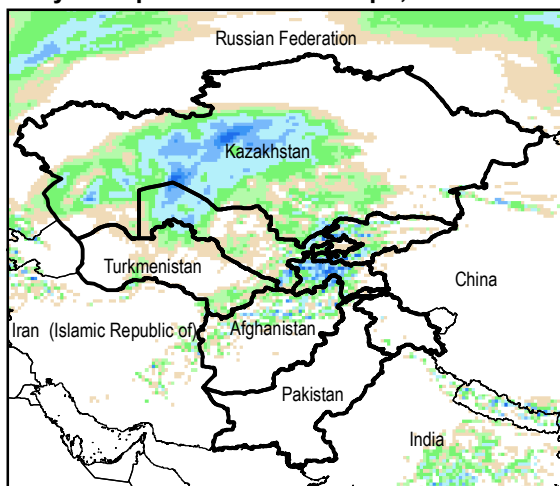 Russian Federation
Kazakhstan
Turkmenistan
China
Iran (Islamic Republic of)
Afghanistan
Pakistan
India